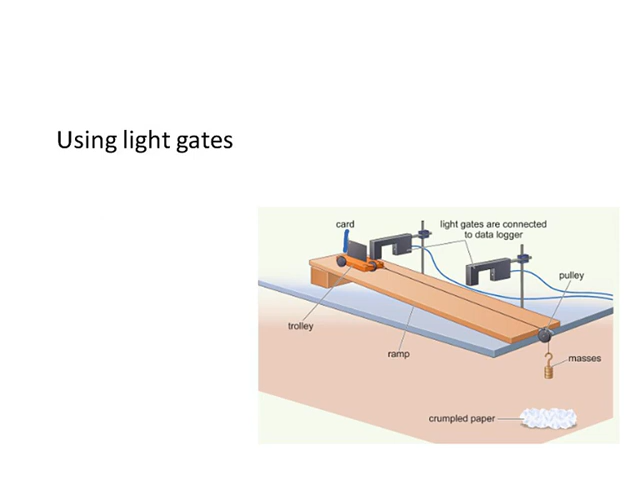 Using light gates
card
light gates are connected
to data logger
pulley
trolley
ramp
masses
crumpled paper